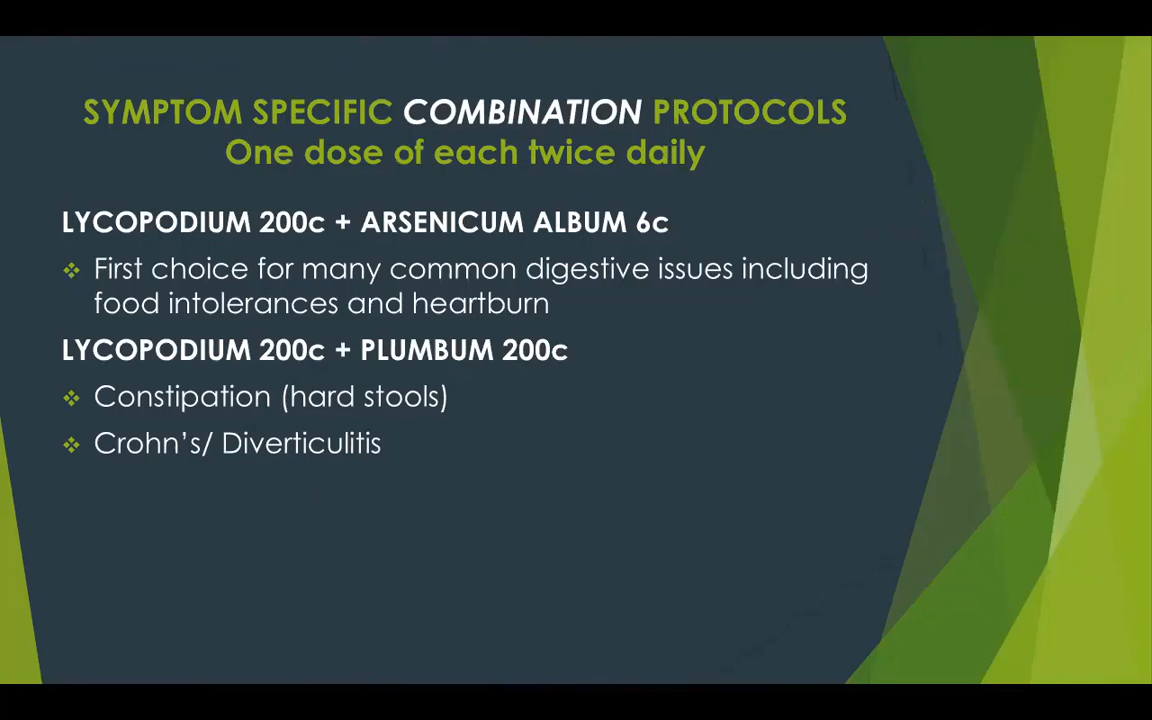 SYMPTOM SPECIFIC COMBINATION PROTOCOLS
One dose of each twice daily
LYCOPODIUM 200c + ARSENICUM ALBUM 6c
❖ First choice for many common digestive issues including
food intolerances and heartburn
LYCOPODIUM 200c + PLUMBUM 200c
❖ Constipation (hard stools)
❖ Crohn’s/ Diverticulitis